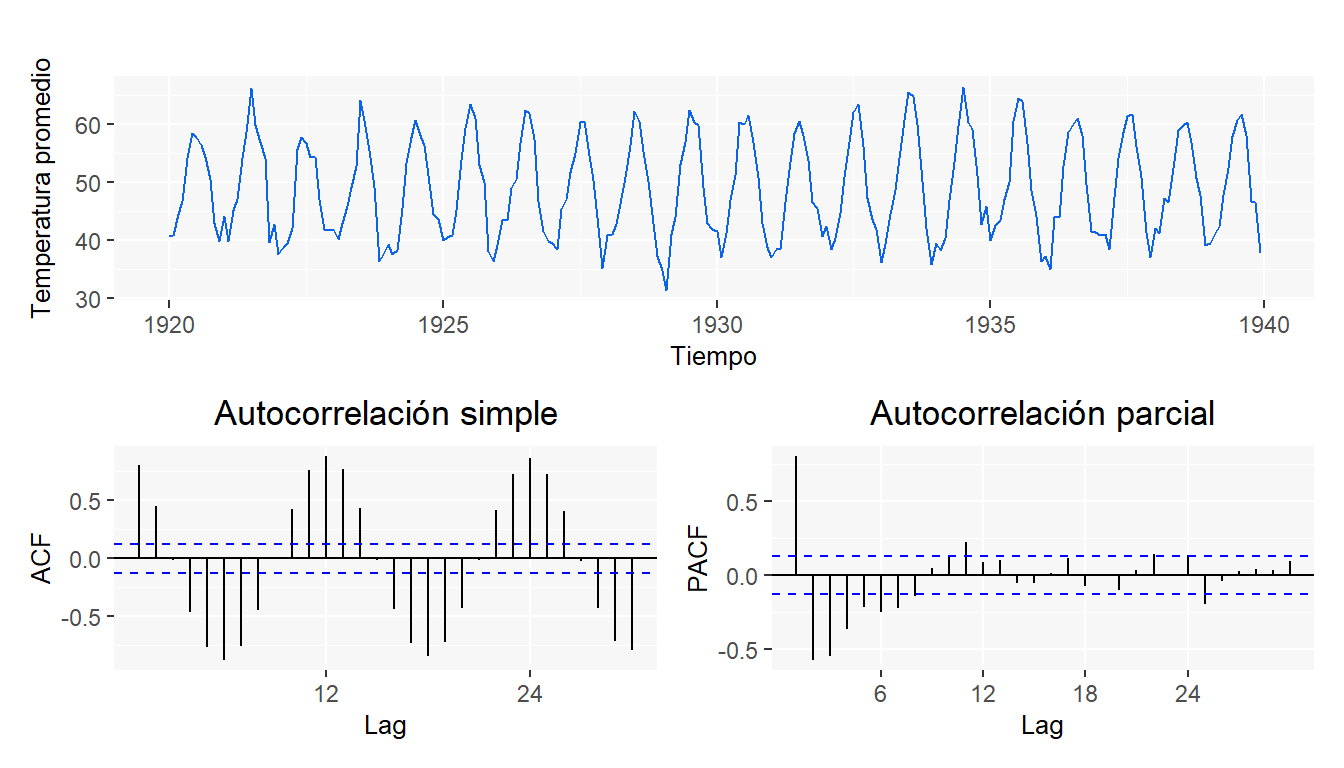 Temperatura promedio
60
50
40
30
1920
1925
1930
1935
1940
Tiempo
Autocorrelación simple
ACF
0.5
0.0
-0.5
12
24
Lag
Autocorrelación parcial
PACF
0.5
0.0
-0.5
6
12
18
24
Lag